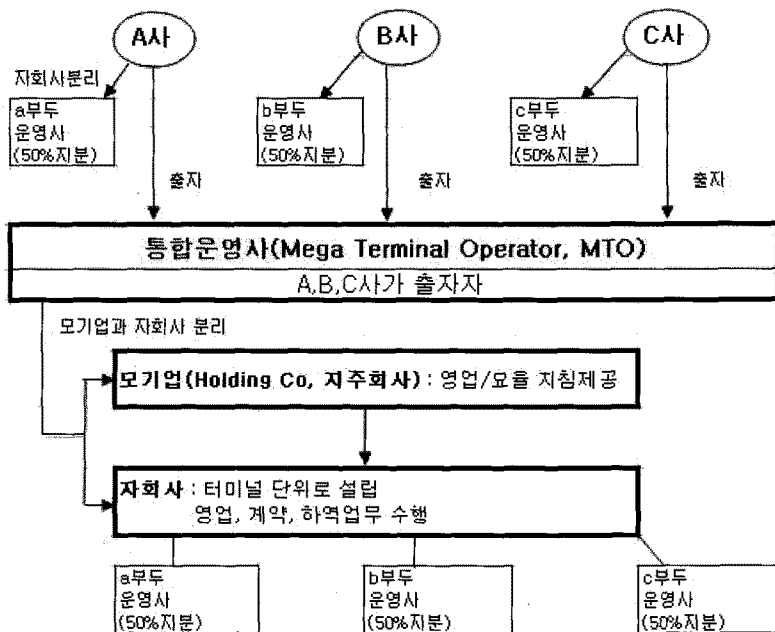 A사
B사
C사
자회사분리
a부두
운영사
(50%지분)
b부두
운영사
(50%지분)
c부두
운영사
(50%지분)
출자
출자
출자
통합운영사(Mega Terminal Operator, MTO)
A,B,C사가 출자자
모기업과 자회사 분리
모기업(Holding Co, 지주회사) : 영업/요율 지침제공
자회사 : 터미널 단위로 설립
영업, 계약, 하역업무 수행
a부두
운영사
(50%지분)
b부두
운영사
(50%지분)
c부두
운영사
(50%지분)